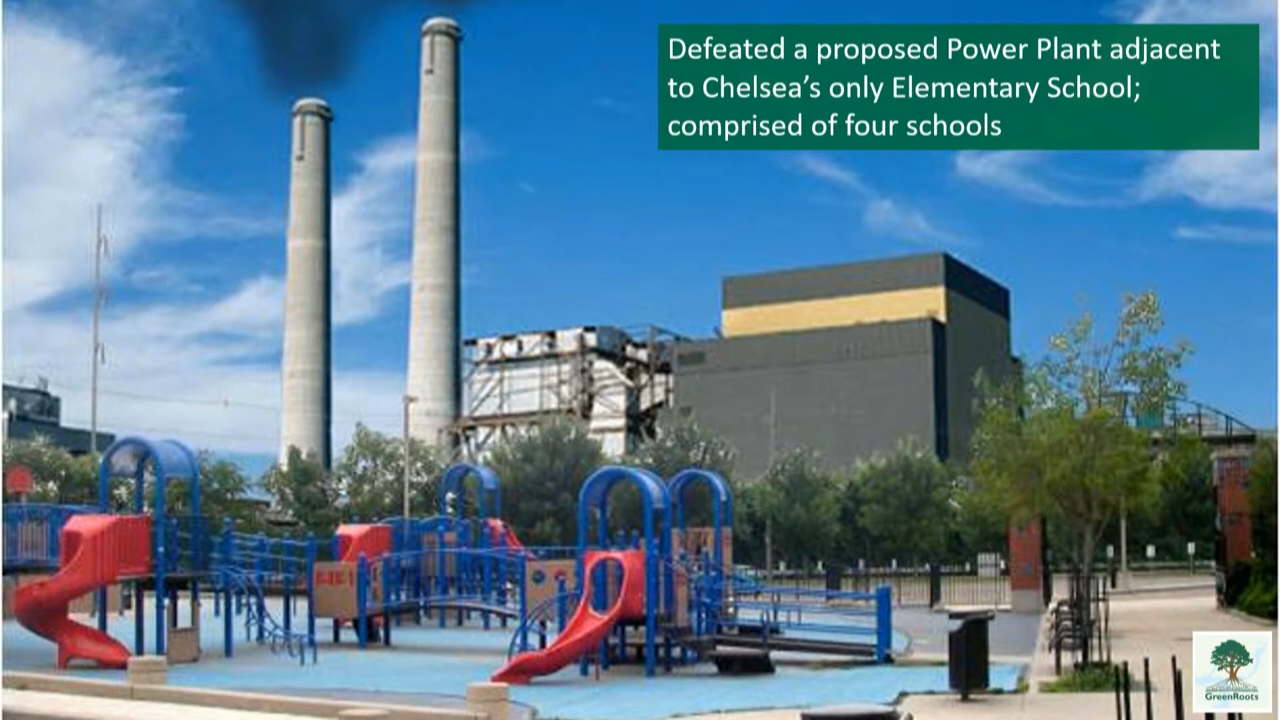 Defeated a proposed Power Plant adjacent
to Chelsea’s only Elementary School;
comprised of four schools
GreenRoots